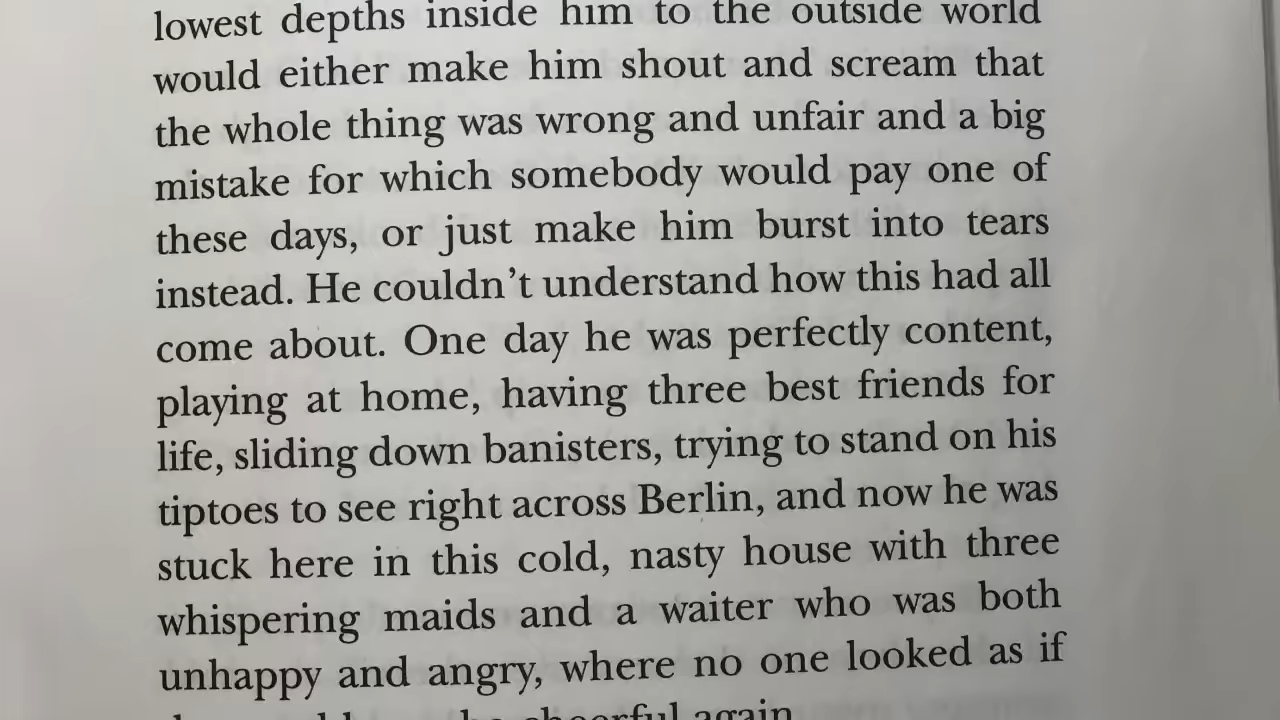 lowest depths inside him to the outside world
would either make him shout and scream that
the whole thing was wrong and unfair and a big
mistake for which somebody would pay one of
these days, or just make him burst into tears
instead. He couldn’t understand how this had all
come about. One day he was perfectly content,
playing at home, having three best friends for
life, sliding down banisters, trying to stand on his
tiptoes to see right across Berlin, and now he was
stuck here in this cold, nasty house with three
whispering maids and a waiter who was both
unhappy and angry, where no one looked as if
cheerful again.